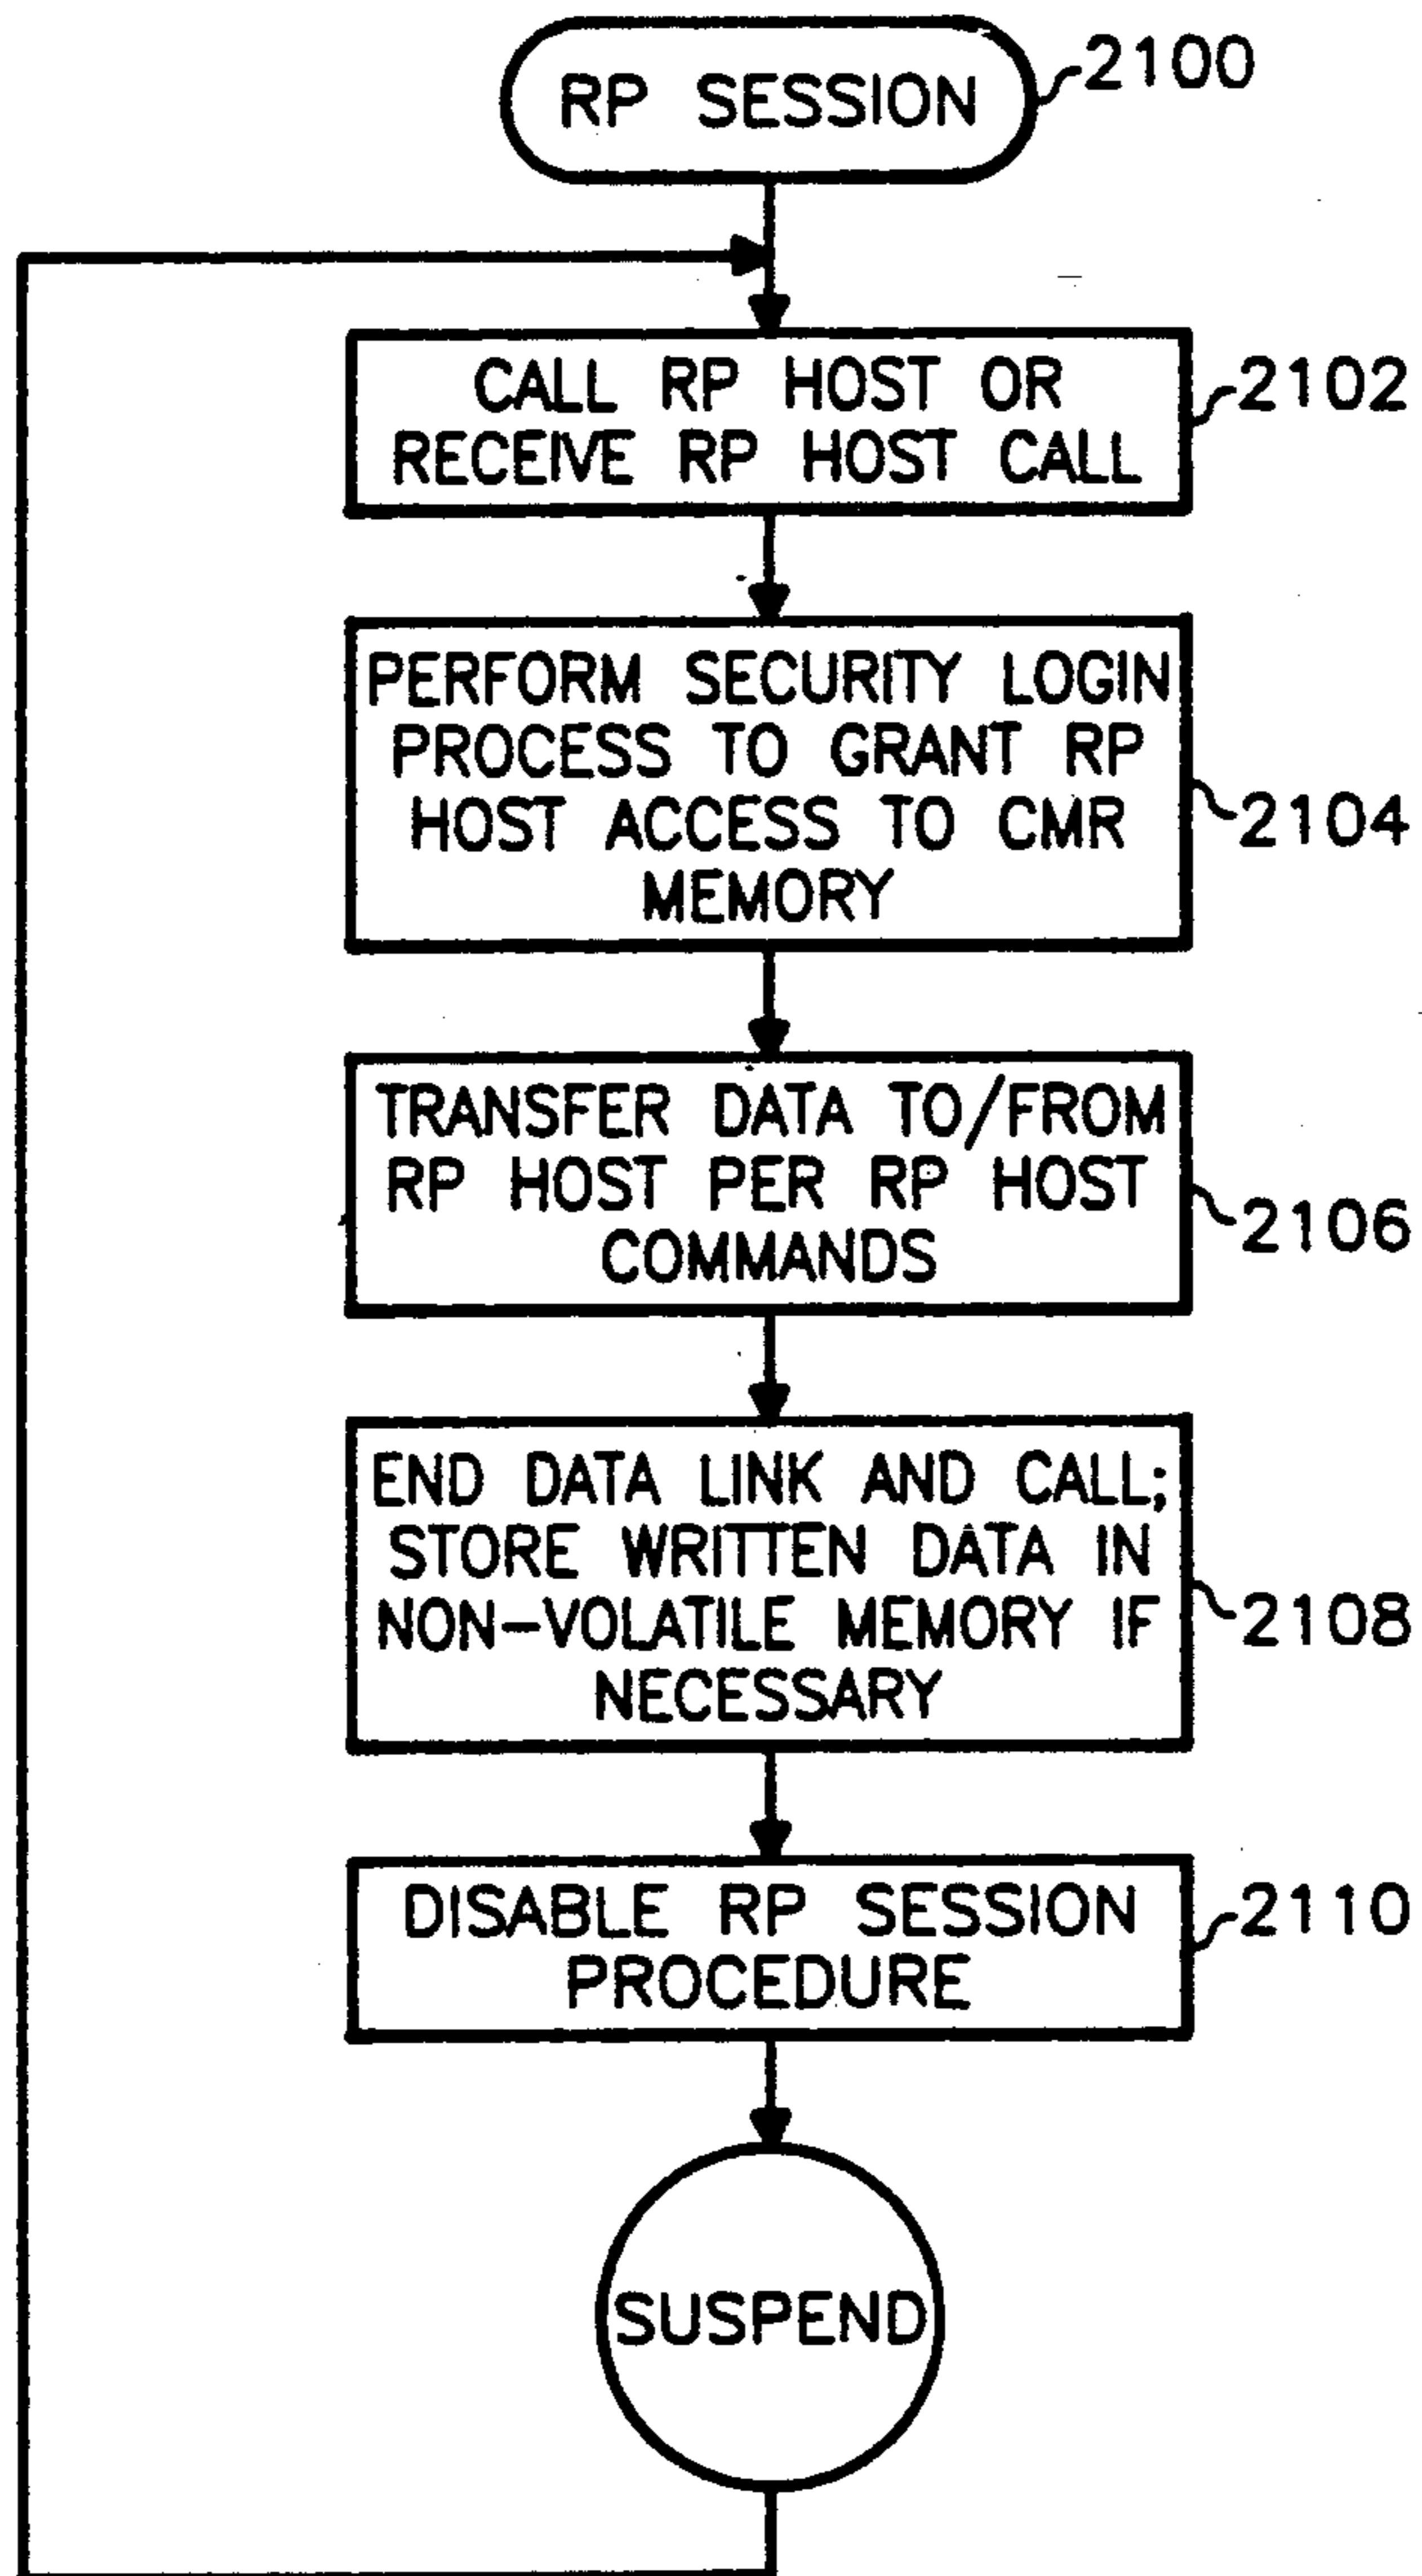 RP SESSION
2100
CALL RP HOST OR
RECEIVE RP HOST CALL
2102
PERFORM SECURITY LOGIN
PROCESS TO GRANT RP
HOST ACCESS TO CMR
MEMORY
2104
TRANSFER DATA TO/FROM
RP HOST PER RP HOST
COMMANDS
2106
END DATA LINK AND CALL;
STORE WRITTEN DATA IN
NON-VOLATILE MEMORY IF
NECESSARY
2108
DISABLE RP SESSION
PROCEDURE
2110
SUSPEND